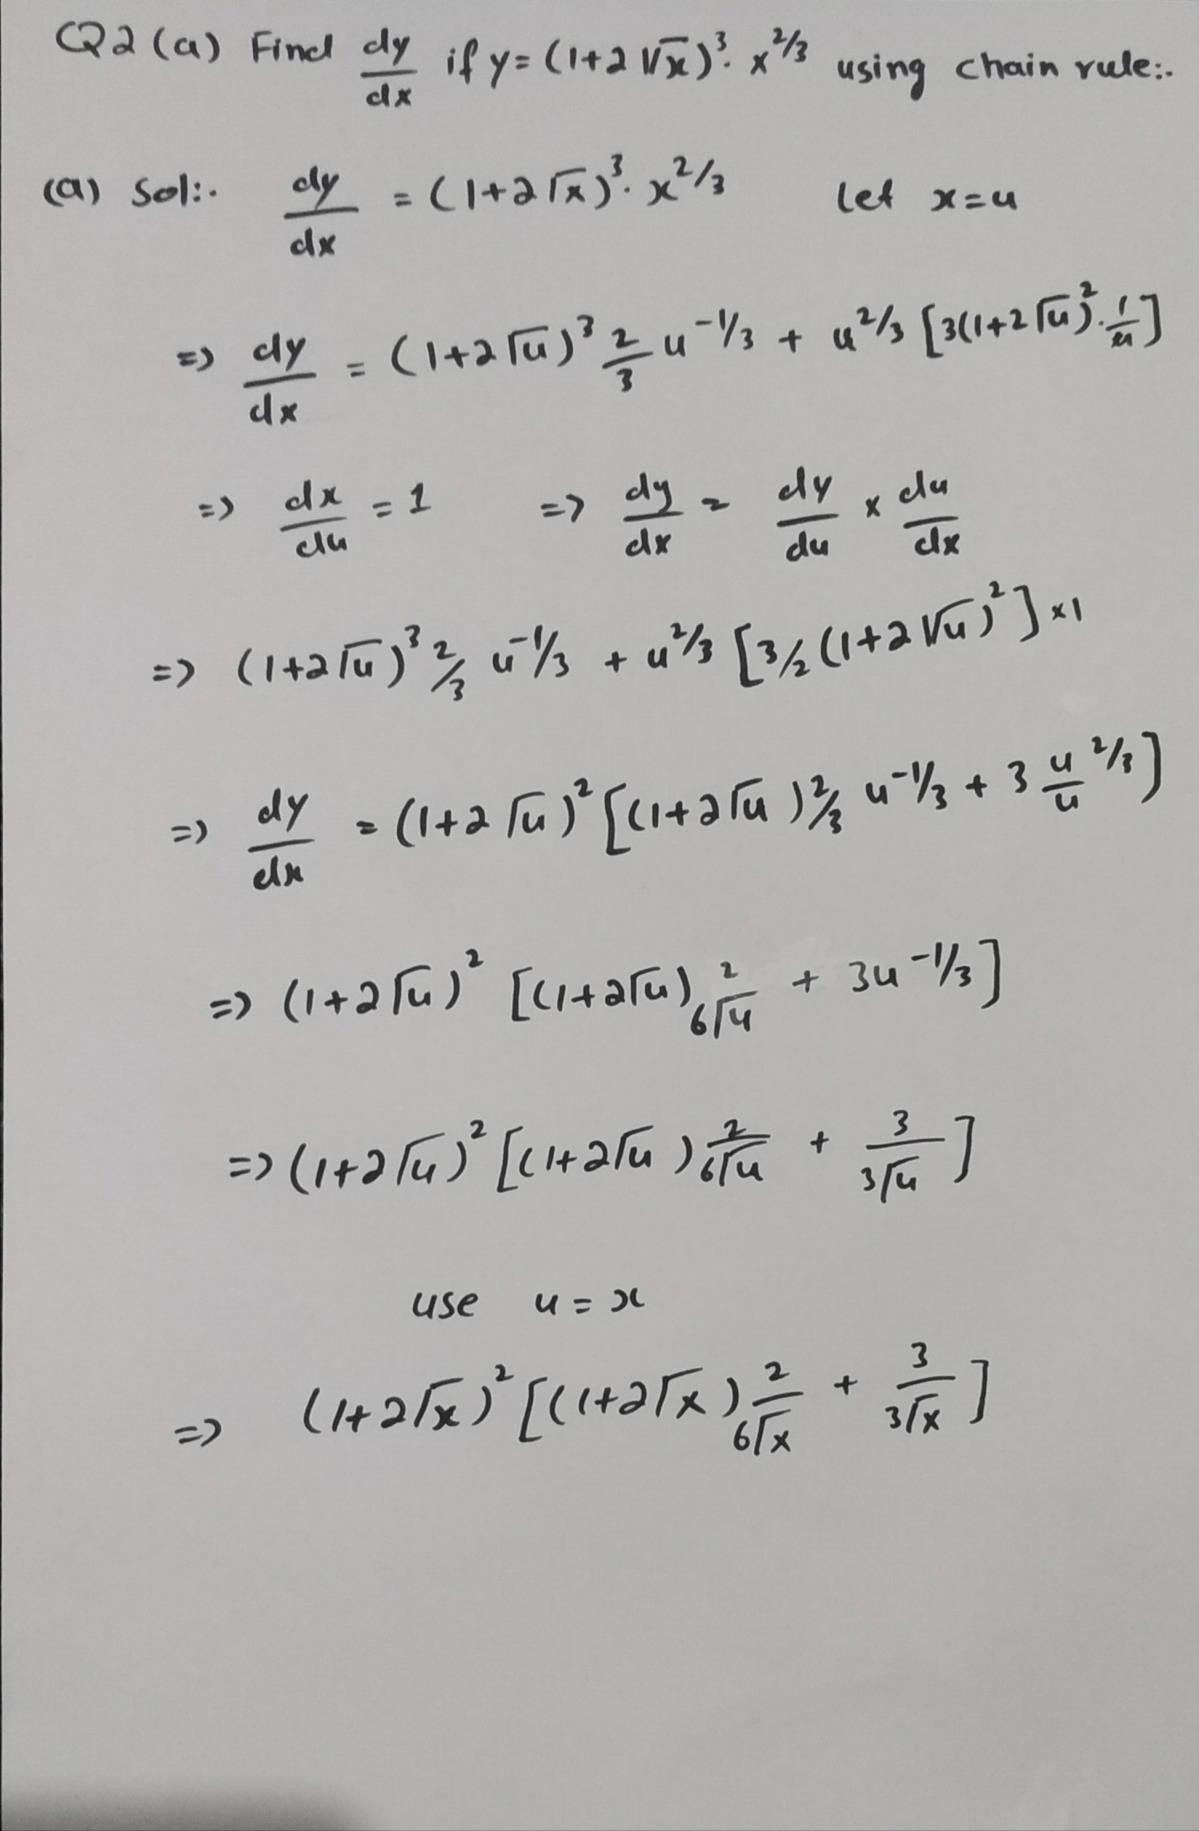 Q2 (a) Find dy/dx if y = (1+2√x)³. x^2/3 using chain rule:.
(a) Sol:. dy/dx = (1+2√x)³. x^2/3 Let x=u
=> dy/dx = (1+2√u)³ 2/3 u^-1/3 + u^2/3 [3(1+2√u)². 1/u]
=> dx/du = 1 => dy/dx = dy/du × du/dx
=> (1+2√u)³ 2/3 u^-1/3 + u^2/3 [3/2 (1+2√u)²] ×1
=> dy/dx = (1+2√u)² [(1+2√u) 2/3 u^-1/3 + 3 u/u ^2/3]
=> (1+2√u)² [(1+2√u) 2/6√u + 3u^-1/3]
=> (1+2√u)² [(1+2√u) 2/6√u + 3/3√u]
use u = x
=> (1+2√x)² [(1+2√x) 2/6√x + 3/3√x]